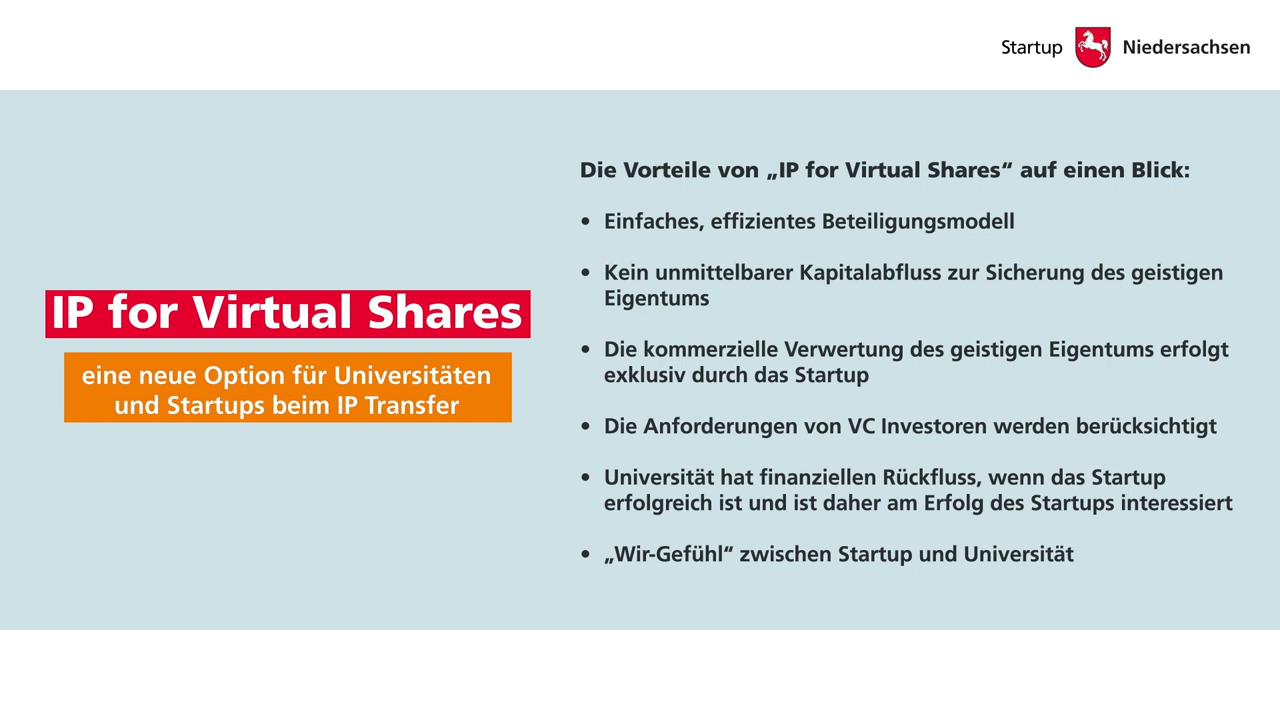 Startup Niedersachsen
IP for Virtual Shares
eine neue Option für Universitäten
und Startups beim IP Transfer
Die Vorteile von „IP for Virtual Shares“ auf einen Blick:
• Einfaches, effizientes Beteiligungsmodell
• Kein unmittelbarer Kapitalabfluss zur Sicherung des geistigen
Eigentums
• Die kommerzielle Verwertung des geistigen Eigentums erfolgt
exklusiv durch das Startup
• Die Anforderungen von VC Investoren werden berücksichtigt
• Universität hat finanziellen Rückfluss, wenn das Startup
erfolgreich ist und ist daher am Erfolg des Startups interessiert
• „Wir-Gefühl“ zwischen Startup und Universität